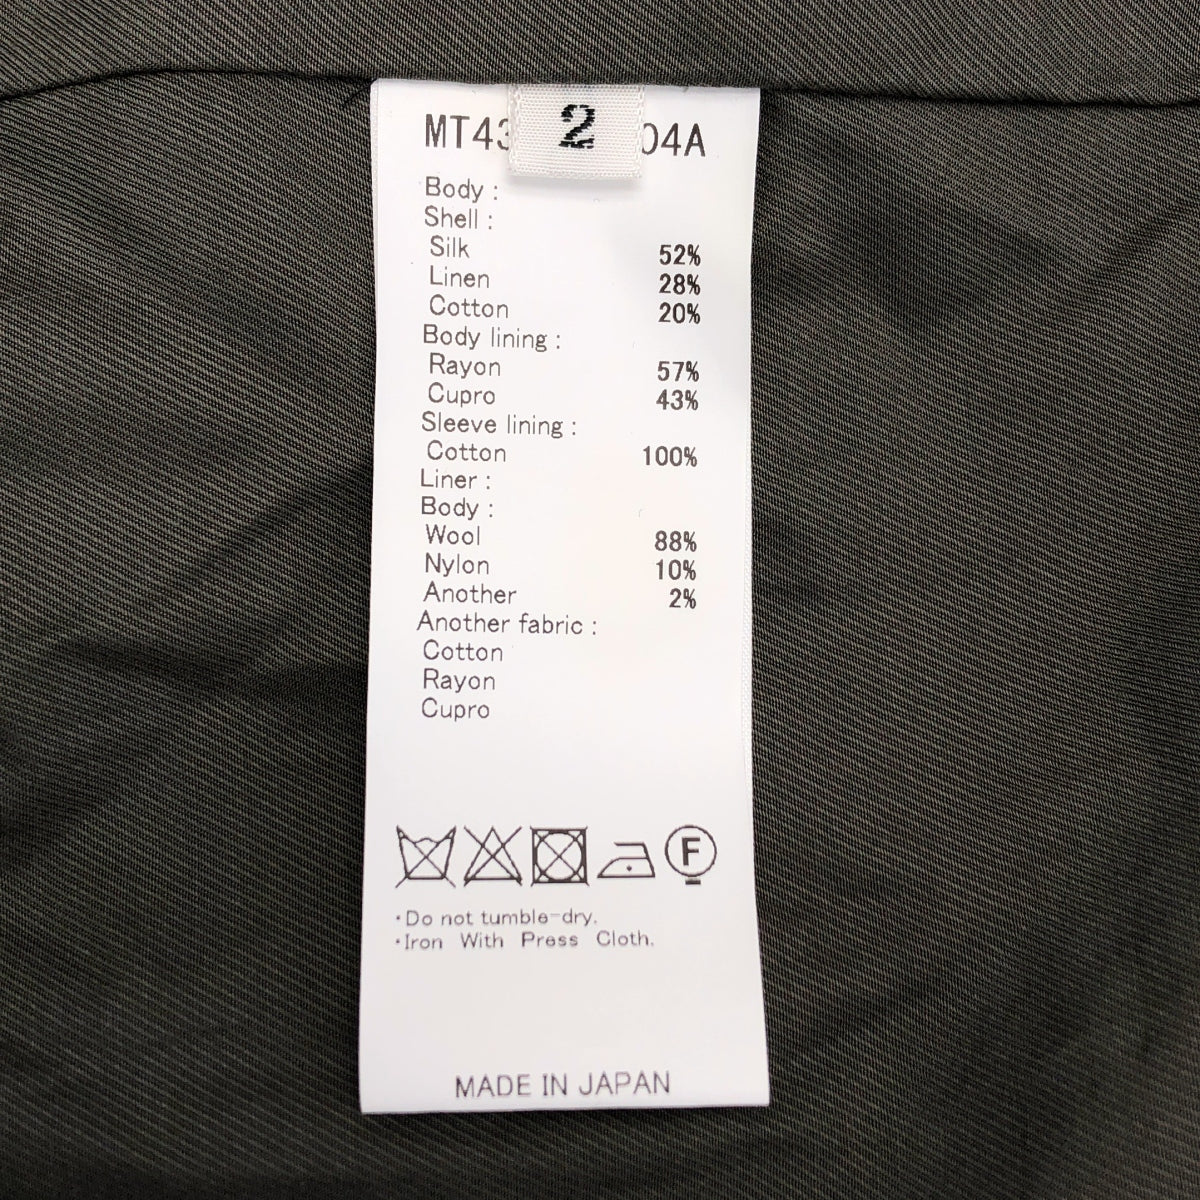 2
Body :
Shell :
Silk 52%
Linen 28%
Cotton 20%
Body lining :
Rayon 57%
Cupro 43%
Sleeve lining :
Cotton 100%
Liner :
Body :
Wool 88%
Nylon 10%
Another 2%
Another fabric :
Cotton
Rayon
Cupro
F
・Do not tumble-dry.
・Iron With Press Cloth.
MADE IN JAPAN